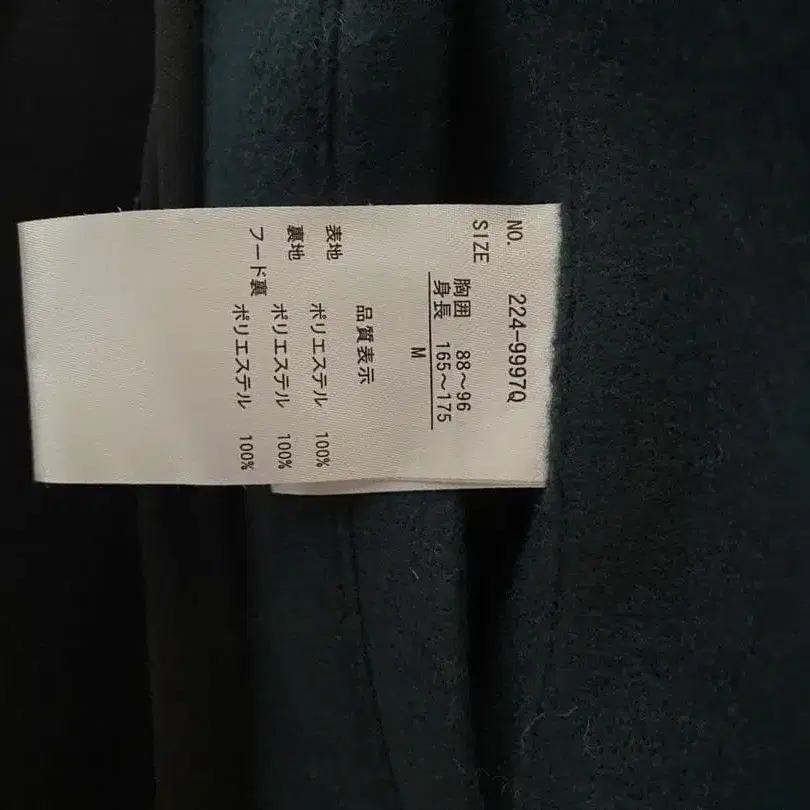 NO. 224-9997Q
SIZE
胸囲 88～96
身長 165～175
M
品質表示
表地 ポリエステル 100%
裏地 ポリエステル 100%
フード裏 ポリエステル 100%